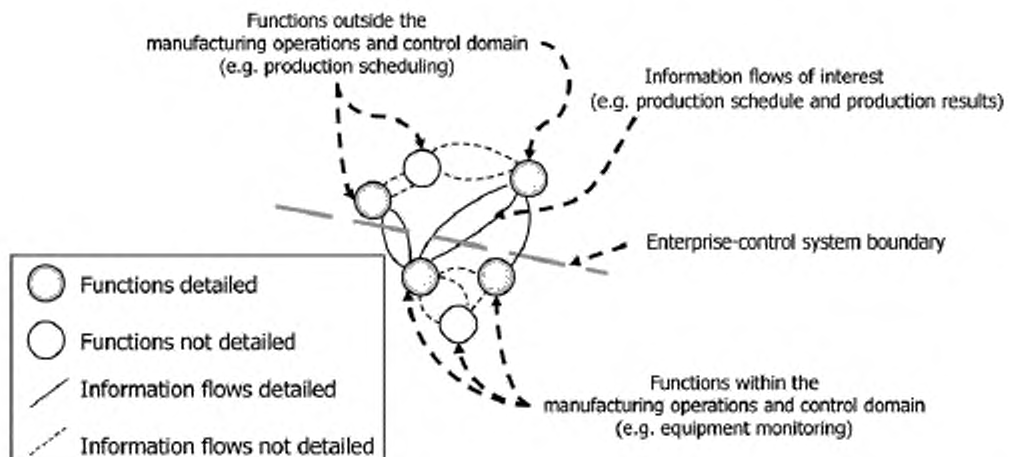 Functions outside the
manufacturing operations and control domain
(e.g. production scheduling)
Information flows of interest
(e.g. production schedule and production results)
Enterprise-control system boundary
Functions detailed
Functions not detailed
Information flows detailed
Information flows not detailed
Functions within the
manufacturing operations and control domain
(e.g. equipment monitoring)